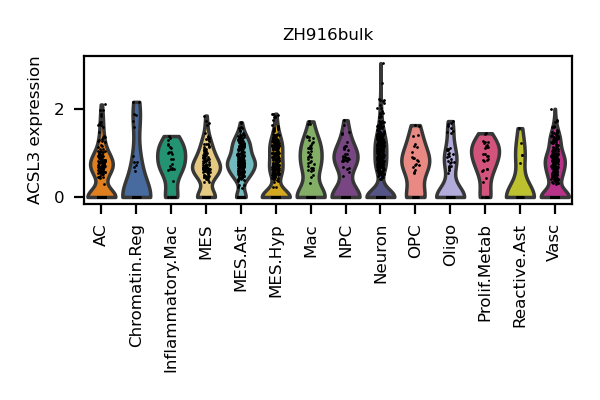 ZH916bulk
ACSL3 expression
2
0
AC
Chromatin.Reg
Inflammatory.Mac
MES
MES.Ast
MES.Hyp
Mac
NPC
Neuron
OPC
Oligo
Prolif.Metab
Reactive.Ast
Vasc